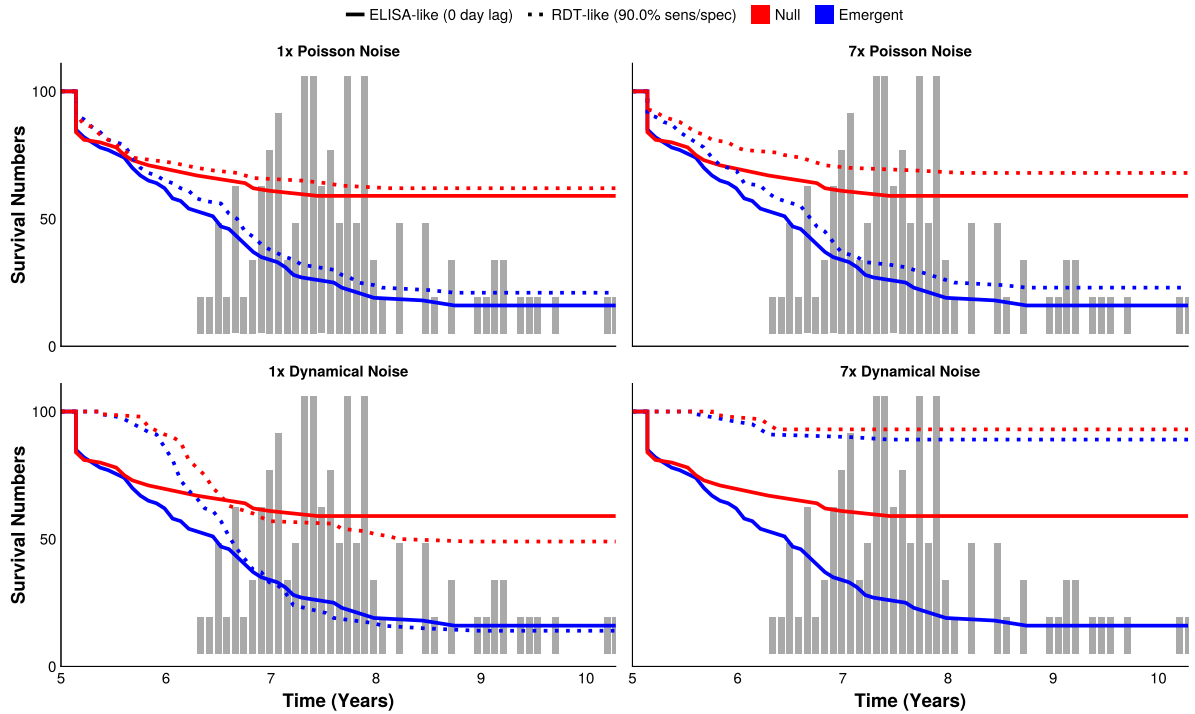 ELISA-like (0 day lag) RDT-like (90.0% sens/spec) Null Emergent
1x Poisson Noise 7x Poisson Noise
Survival Numbers
100
50
0
1x Dynamical Noise 7x Dynamical Noise
Survival Numbers
100
50
0
5 6 7 8 9 10 5 6 7 8 9 10
Time (Years) Time (Years)